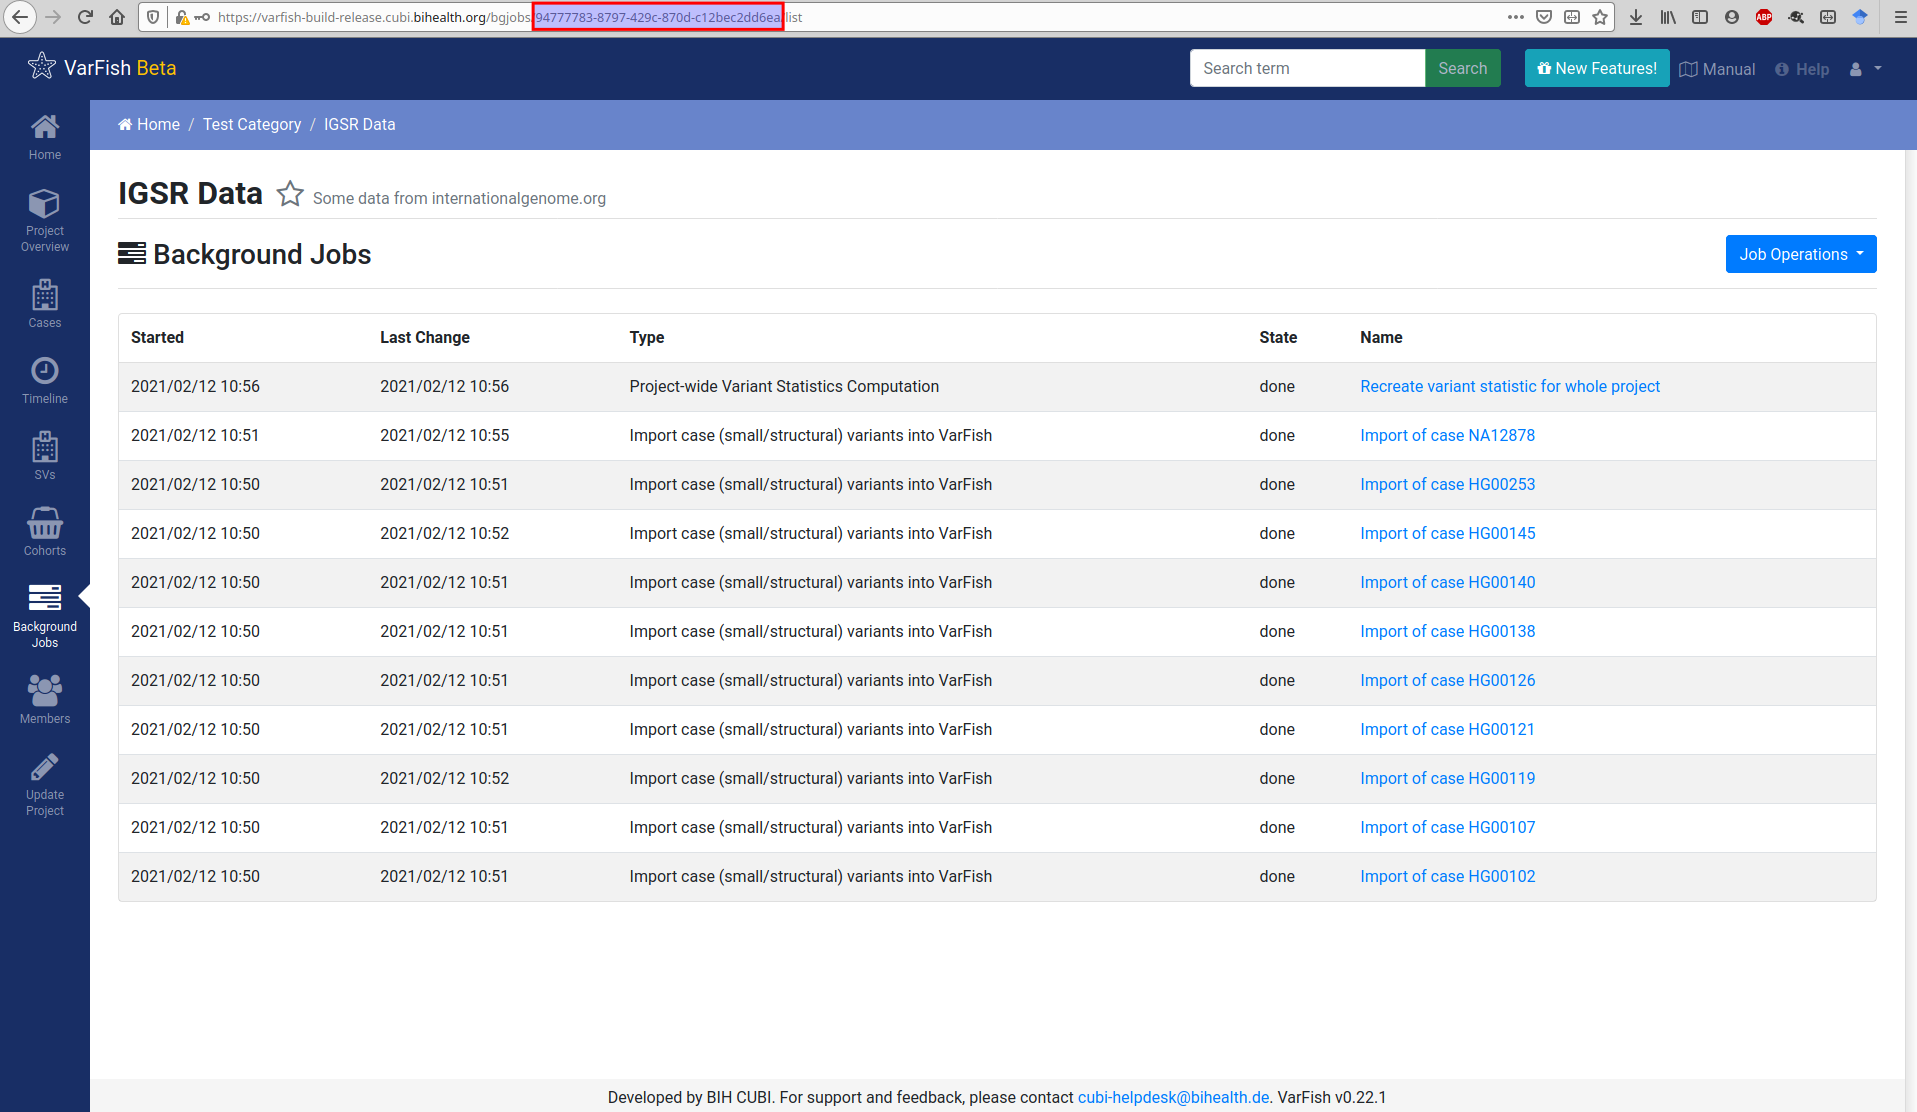 https://varfish-build-release.cubi.bihealth.org/bgjobs/94777783-8797-429c-870d-c12bec2dd6ea/list
ABP
VarFish Beta
Search term
Search
New Features!
Manual
Help
Home / Test Category / IGSR Data
Home
Project
Overview
Cases
Timeline
SVs
Cohorts
Background
Jobs
Members
Update
Project
IGSR Data
Some data from internationalgenome.org
Background Jobs
Job Operations
Started Last Change Type State Name
2021/02/12 10:56 2021/02/12 10:56 Project-wide Variant Statistics Computation done Recreate variant statistic for whole project
2021/02/12 10:51 2021/02/12 10:55 Import case (small/structural) variants into VarFish done Import of case NA12878
2021/02/12 10:50 2021/02/12 10:51 Import case (small/structural) variants into VarFish done Import of case HG00253
2021/02/12 10:50 2021/02/12 10:52 Import case (small/structural) variants into VarFish done Import of case HG00145
2021/02/12 10:50 2021/02/12 10:51 Import case (small/structural) variants into VarFish done Import of case HG00140
2021/02/12 10:50 2021/02/12 10:51 Import case (small/structural) variants into VarFish done Import of case HG00138
2021/02/12 10:50 2021/02/12 10:51 Import case (small/structural) variants into VarFish done Import of case HG00126
2021/02/12 10:50 2021/02/12 10:51 Import case (small/structural) variants into VarFish done Import of case HG00121
2021/02/12 10:50 2021/02/12 10:52 Import case (small/structural) variants into VarFish done Import of case HG00119
2021/02/12 10:50 2021/02/12 10:51 Import case (small/structural) variants into VarFish done Import of case HG00107
2021/02/12 10:50 2021/02/12 10:51 Import case (small/structural) variants into VarFish done Import of case HG00102
Developed by BIH CUBI. For support and feedback, please contact cubi-helpdesk@bihealth.de. VarFish v0.22.1